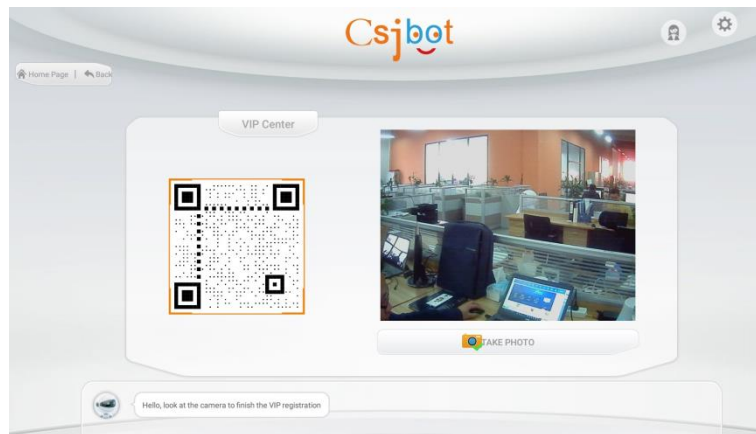 Csjbot
Home Page | Back
VIP Center
TAKE PHOTO
Hello, look at the camera to finish the VIP registration